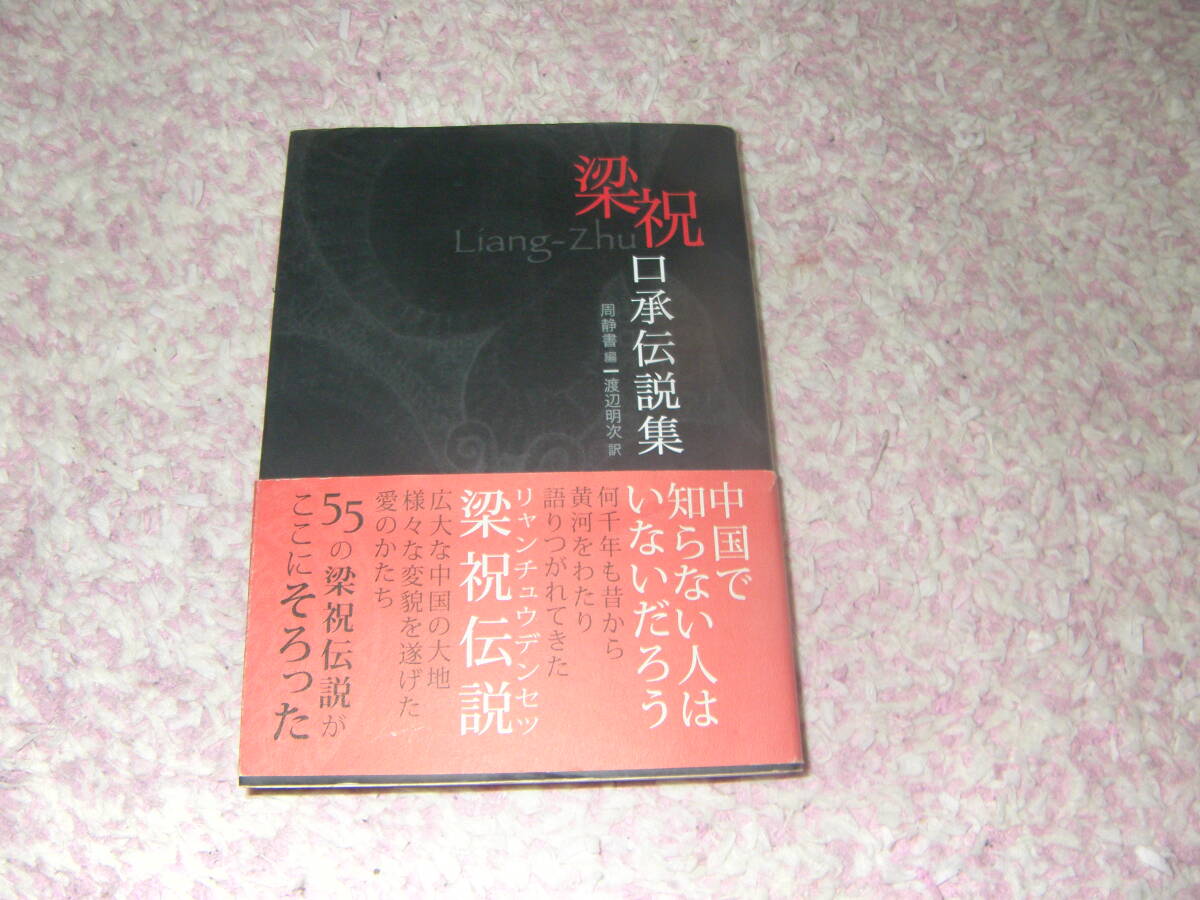 梁祝
Liang-Zhu
口承伝説集
周静書 編 — 渡辺明次 訳
中国で
知らない人は
いないだろう
何千年も昔から
黄河をわたり
語りつがれてきた
リャンチュウデンセツ
梁祝伝説
広大な中国の大地
様々な変貌を遂げた
愛のかたち
55の梁祝伝説が
ここにそろった